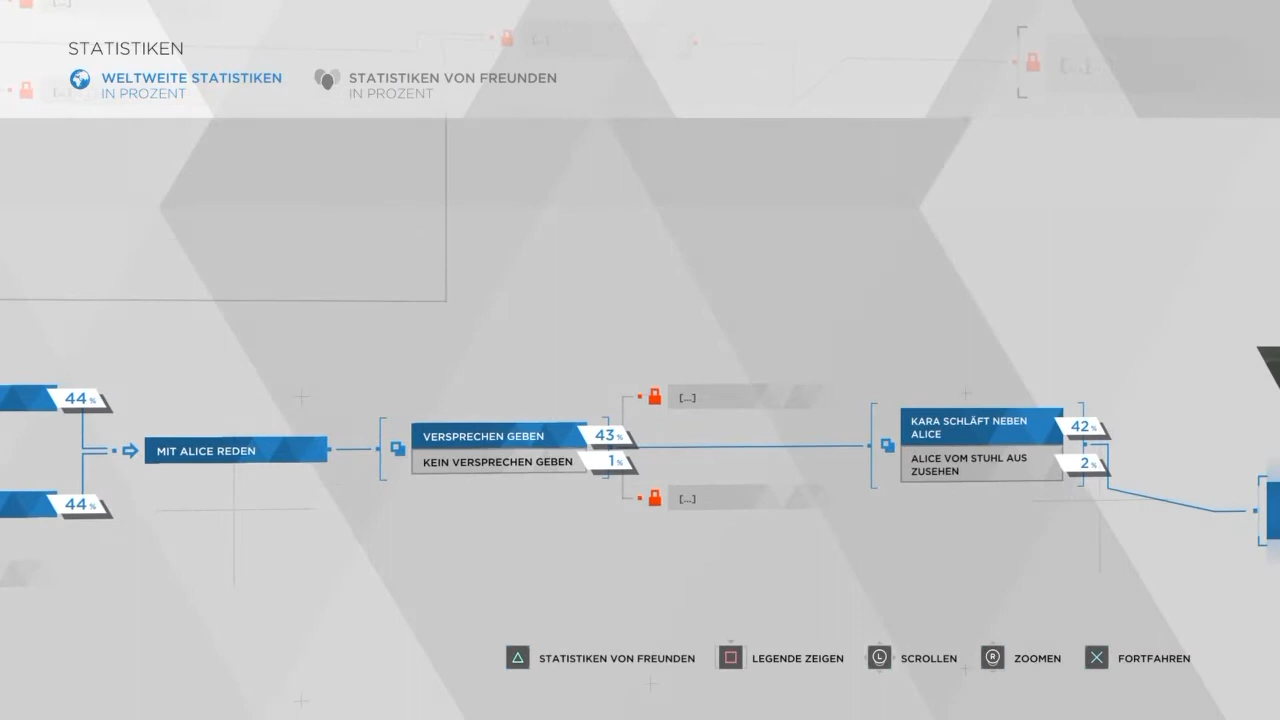 STATISTIKEN
WELTWEITE STATISTIKEN
IN PROZENT
STATISTIKEN VON FREUNDEN
IN PROZENT
44%
44%
MIT ALICE REDEN
VERSPRECHEN GEBEN
43%
KEIN VERSPRECHEN GEBEN
1%
[...]
[...]
KARA SCHLÄFT NEBEN
ALICE
42%
ALICE VOM STUHL AUS
ZUSEHEN
2%
STATISTIKEN VON FREUNDEN
LEGENDE ZEIGEN
L
SCROLLEN
R
ZOOMEN
FORTFAHREN